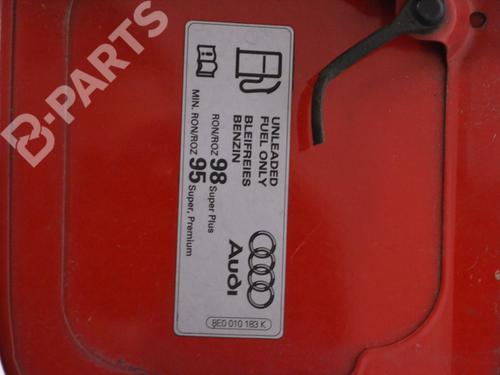 UNLEADED
FUEL ONLY
BLEIFREIES
BENZIN
RON/ROZ 98 Super Plus
MIN. RON/ROZ 95 Super, Premium
Audi
8E0 010 183 K
B-PARTS